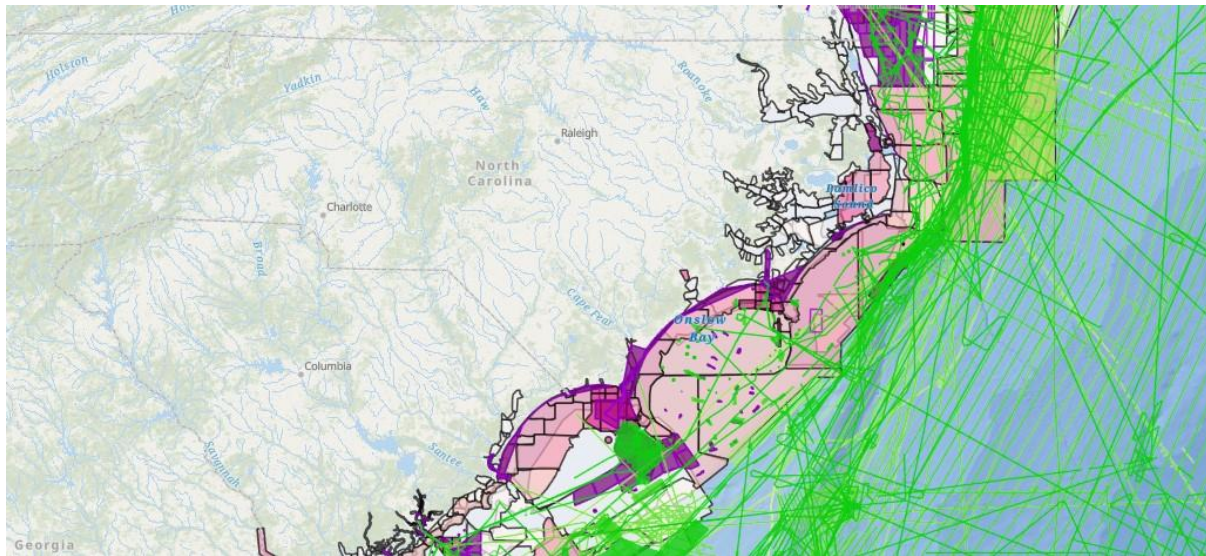 Holston
Holston
Yadkin
Haw
Roanoke
Raleigh
North
Carolina
Pamlico
Sound
Charlotte
Broad
Cape Fear
Onslow
Bay
Columbia
Savannah
Santee
Georgia